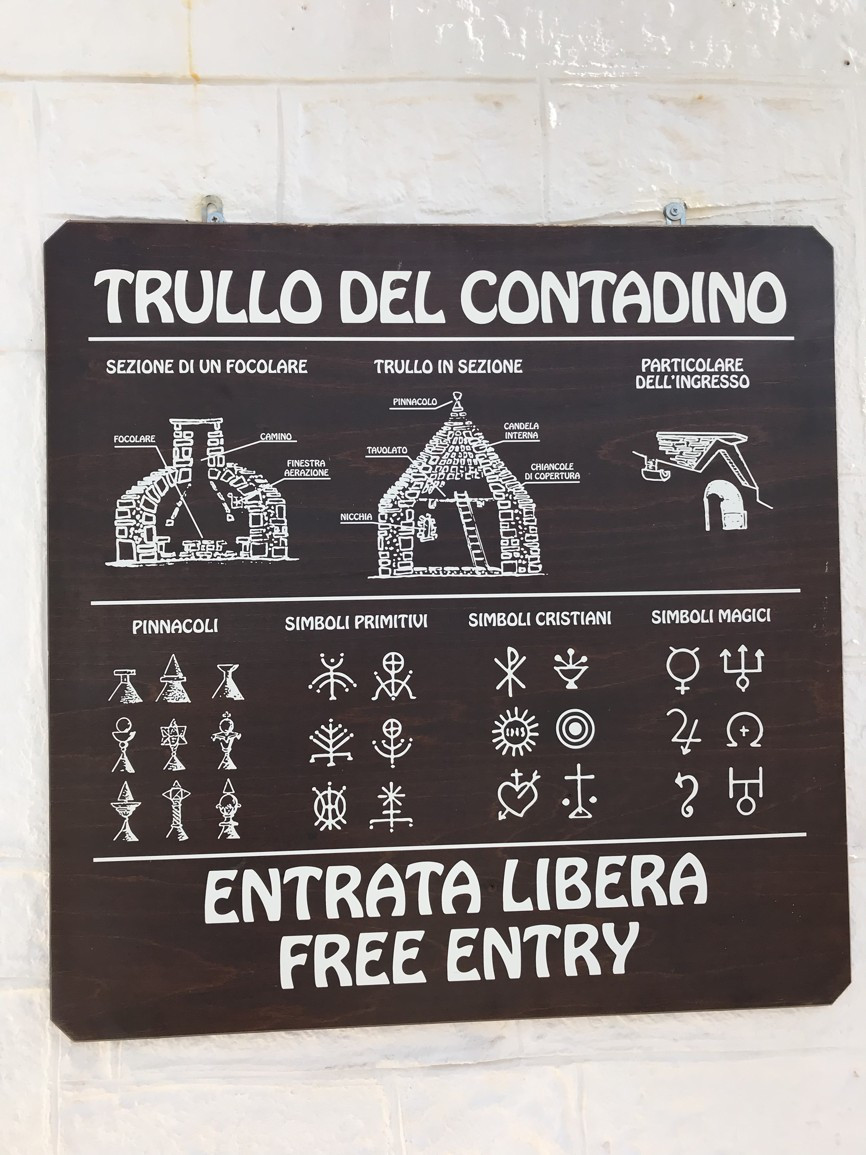 TRULLO DEL CONTADINO
SEZIONE DI UN FOCOLARE
FOCOLARE
CAMINO
FINESTRA
AERAZIONE
TRULLO IN SEZIONE
PINNACOLO
CANDELA
INTERNA
TAVOLATO
CHIANCOLE
DI COPERTURA
NICCHIA
PARTICOLARE
DELL'INGRESSO
PINNACOLI
SIMBOLI PRIMITIVI
SIMBOLI CRISTIANI
IHS
SIMBOLI MAGICI
ENTRATA LIBERA
FREE ENTRY